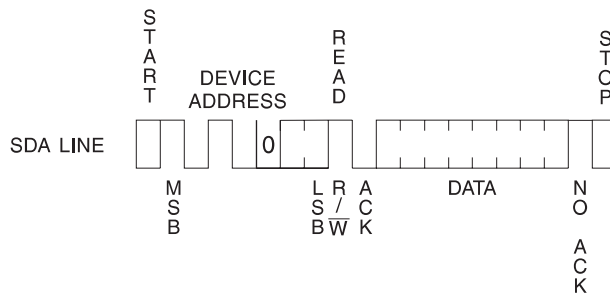 START
DEVICE
ADDRESS
READ
STOP
SDA LINE
0
MSB
LSB
R/W
ACK
DATA
NO ACK